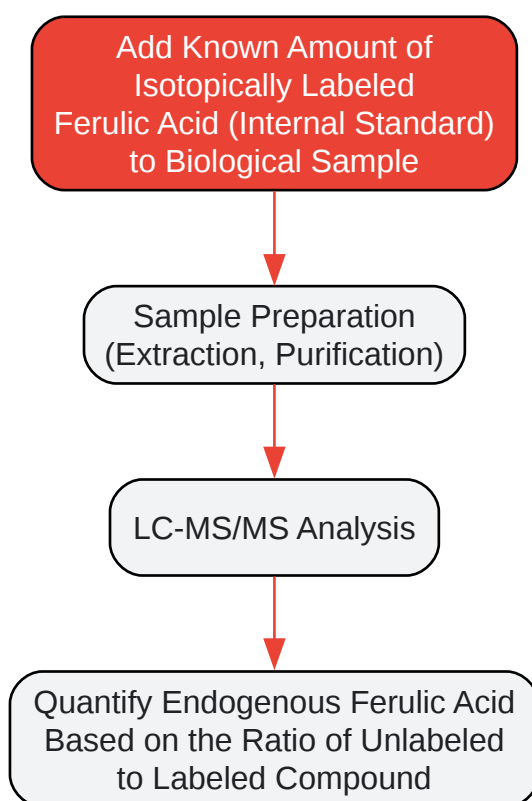 Add Known Amount of
Isotopically Labeled
Ferulic Acid (Internal Standard)
to Biological Sample
Sample Preparation
(Extraction, Purification)
LC-MS/MS Analysis
Quantify Endogenous Ferulic Acid
Based on the Ratio of Unlabeled
to Labeled Compound